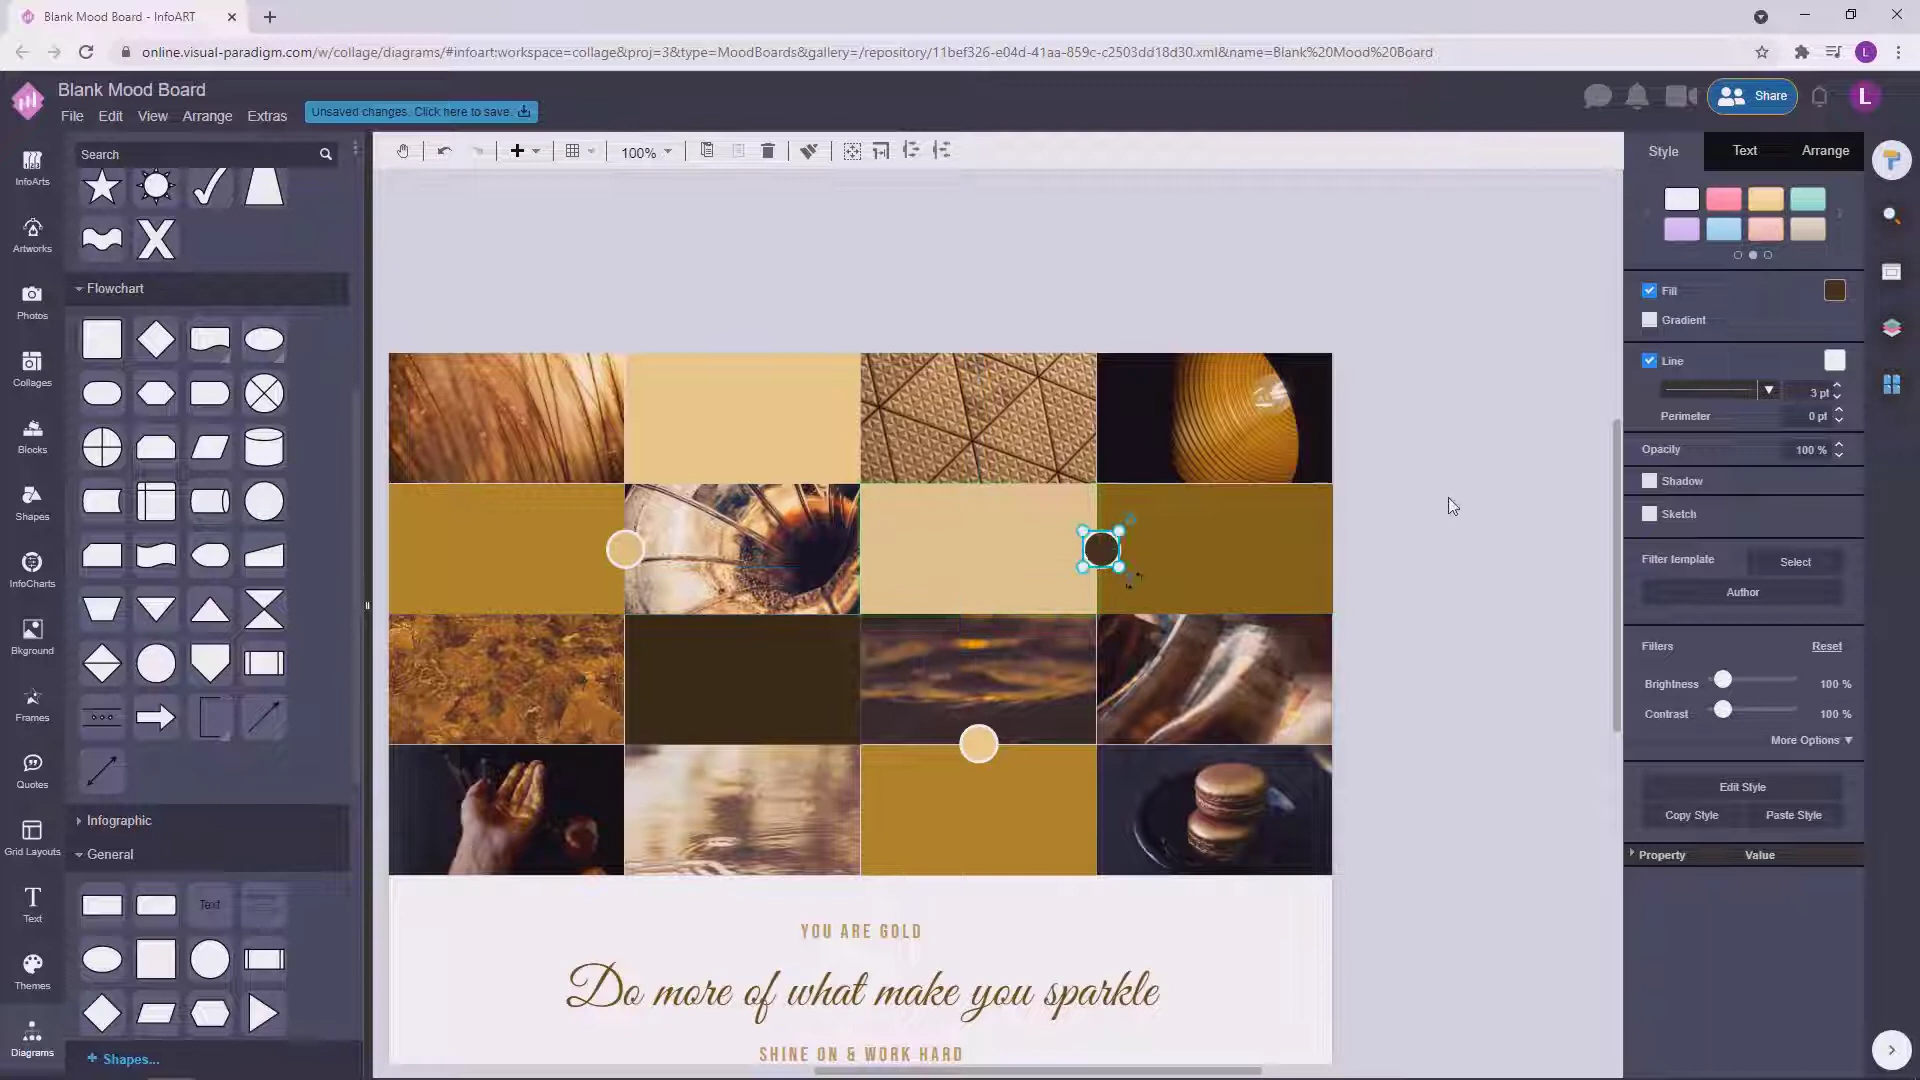 Blank Mood Board - InfoART
online.visual-paradigm.com/w/collage/diagrams/#infoart:workspace=collage&proj=3&type=MoodBoards&gallery=/repository/11bef326-e04d-41aa-859c-c2503dd18d30.xml&name=Blank%20Mood%20Board
L
Blank Mood Board
File Edit View Arrange Extras
Unsaved changes. Click here to save.
Share
L
InfoArts
Artworks
Photos
Collages
Blocks
Shapes
InfoCharts
Bkground
Frames
Quotes
Grid Layouts
Text
Themes
Diagrams
Search
Flowchart
Infographic
General
Text
Shapes...
100%
YOU ARE GOLD
Do more of what make you sparkle
SHINE ON & WORK HARD
Style Text Arrange
Fill
Gradient
Line
3 pt
Perimeter 0 pt
Opacity 100 %
Shadow
Sketch
Filter template Select
Author
Filters Reset
Brightness 100 %
Contrast 100 %
More Options
Edit Style
Copy Style Paste Style
Property Value